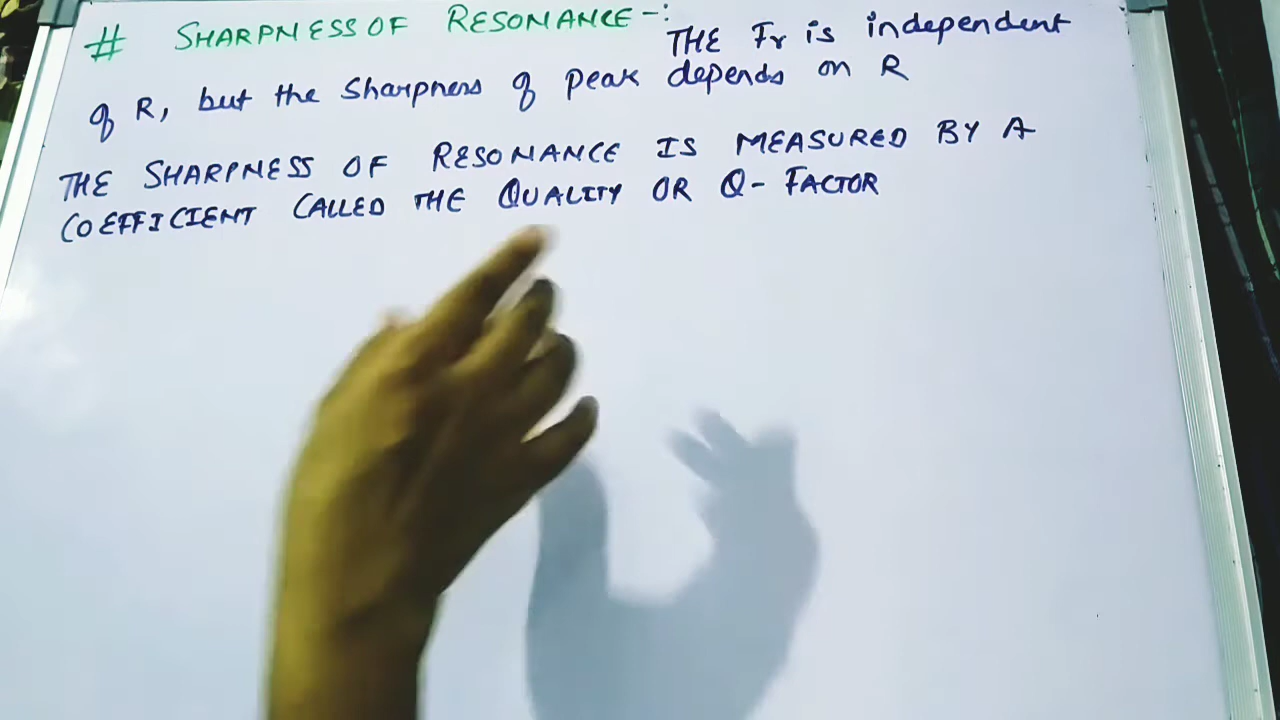 # SHARPNESS OF RESONANCE -: THE Fr is independent
of R, but the sharpness of peak depends on R
THE SHARPNESS OF RESONANCE IS MEASURED BY A
COEFFICIENT CALLED THE QUALITY OR Q- FACTOR